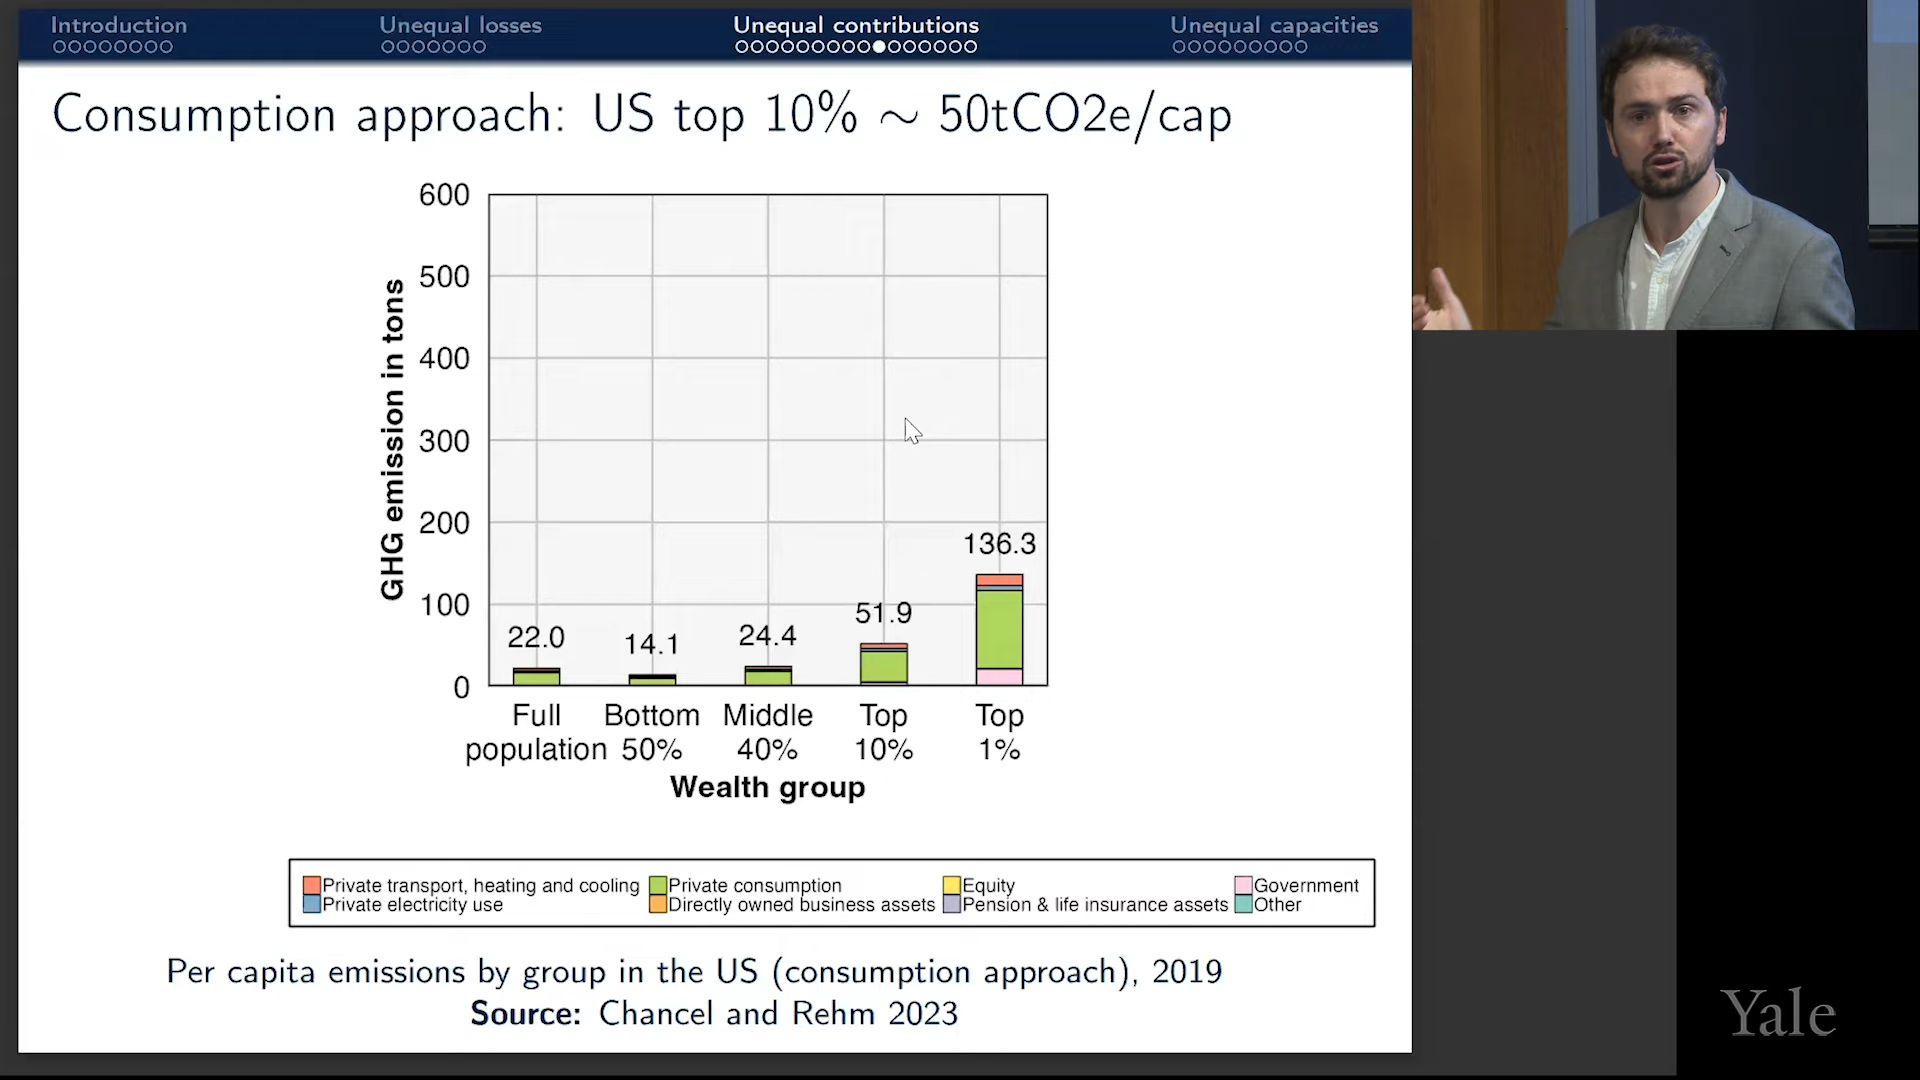 Introduction
Unequal losses
Unequal contributions
Unequal capacities
Consumption approach: US top 10% ∼ 50tCO2e/cap
600
500
400
300
200
100
0
GHG emission in tons
22.0
14.1
24.4
51.9
136.3
Full population
Bottom 50%
Middle 40%
Top 10%
Top 1%
Wealth group
Private transport, heating and cooling
Private consumption
Equity
Government
Private electricity use
Directly owned business assets
Pension & life insurance assets
Other
Per capita emissions by group in the US (consumption approach), 2019
Source: Chancel and Rehm 2023
Yale